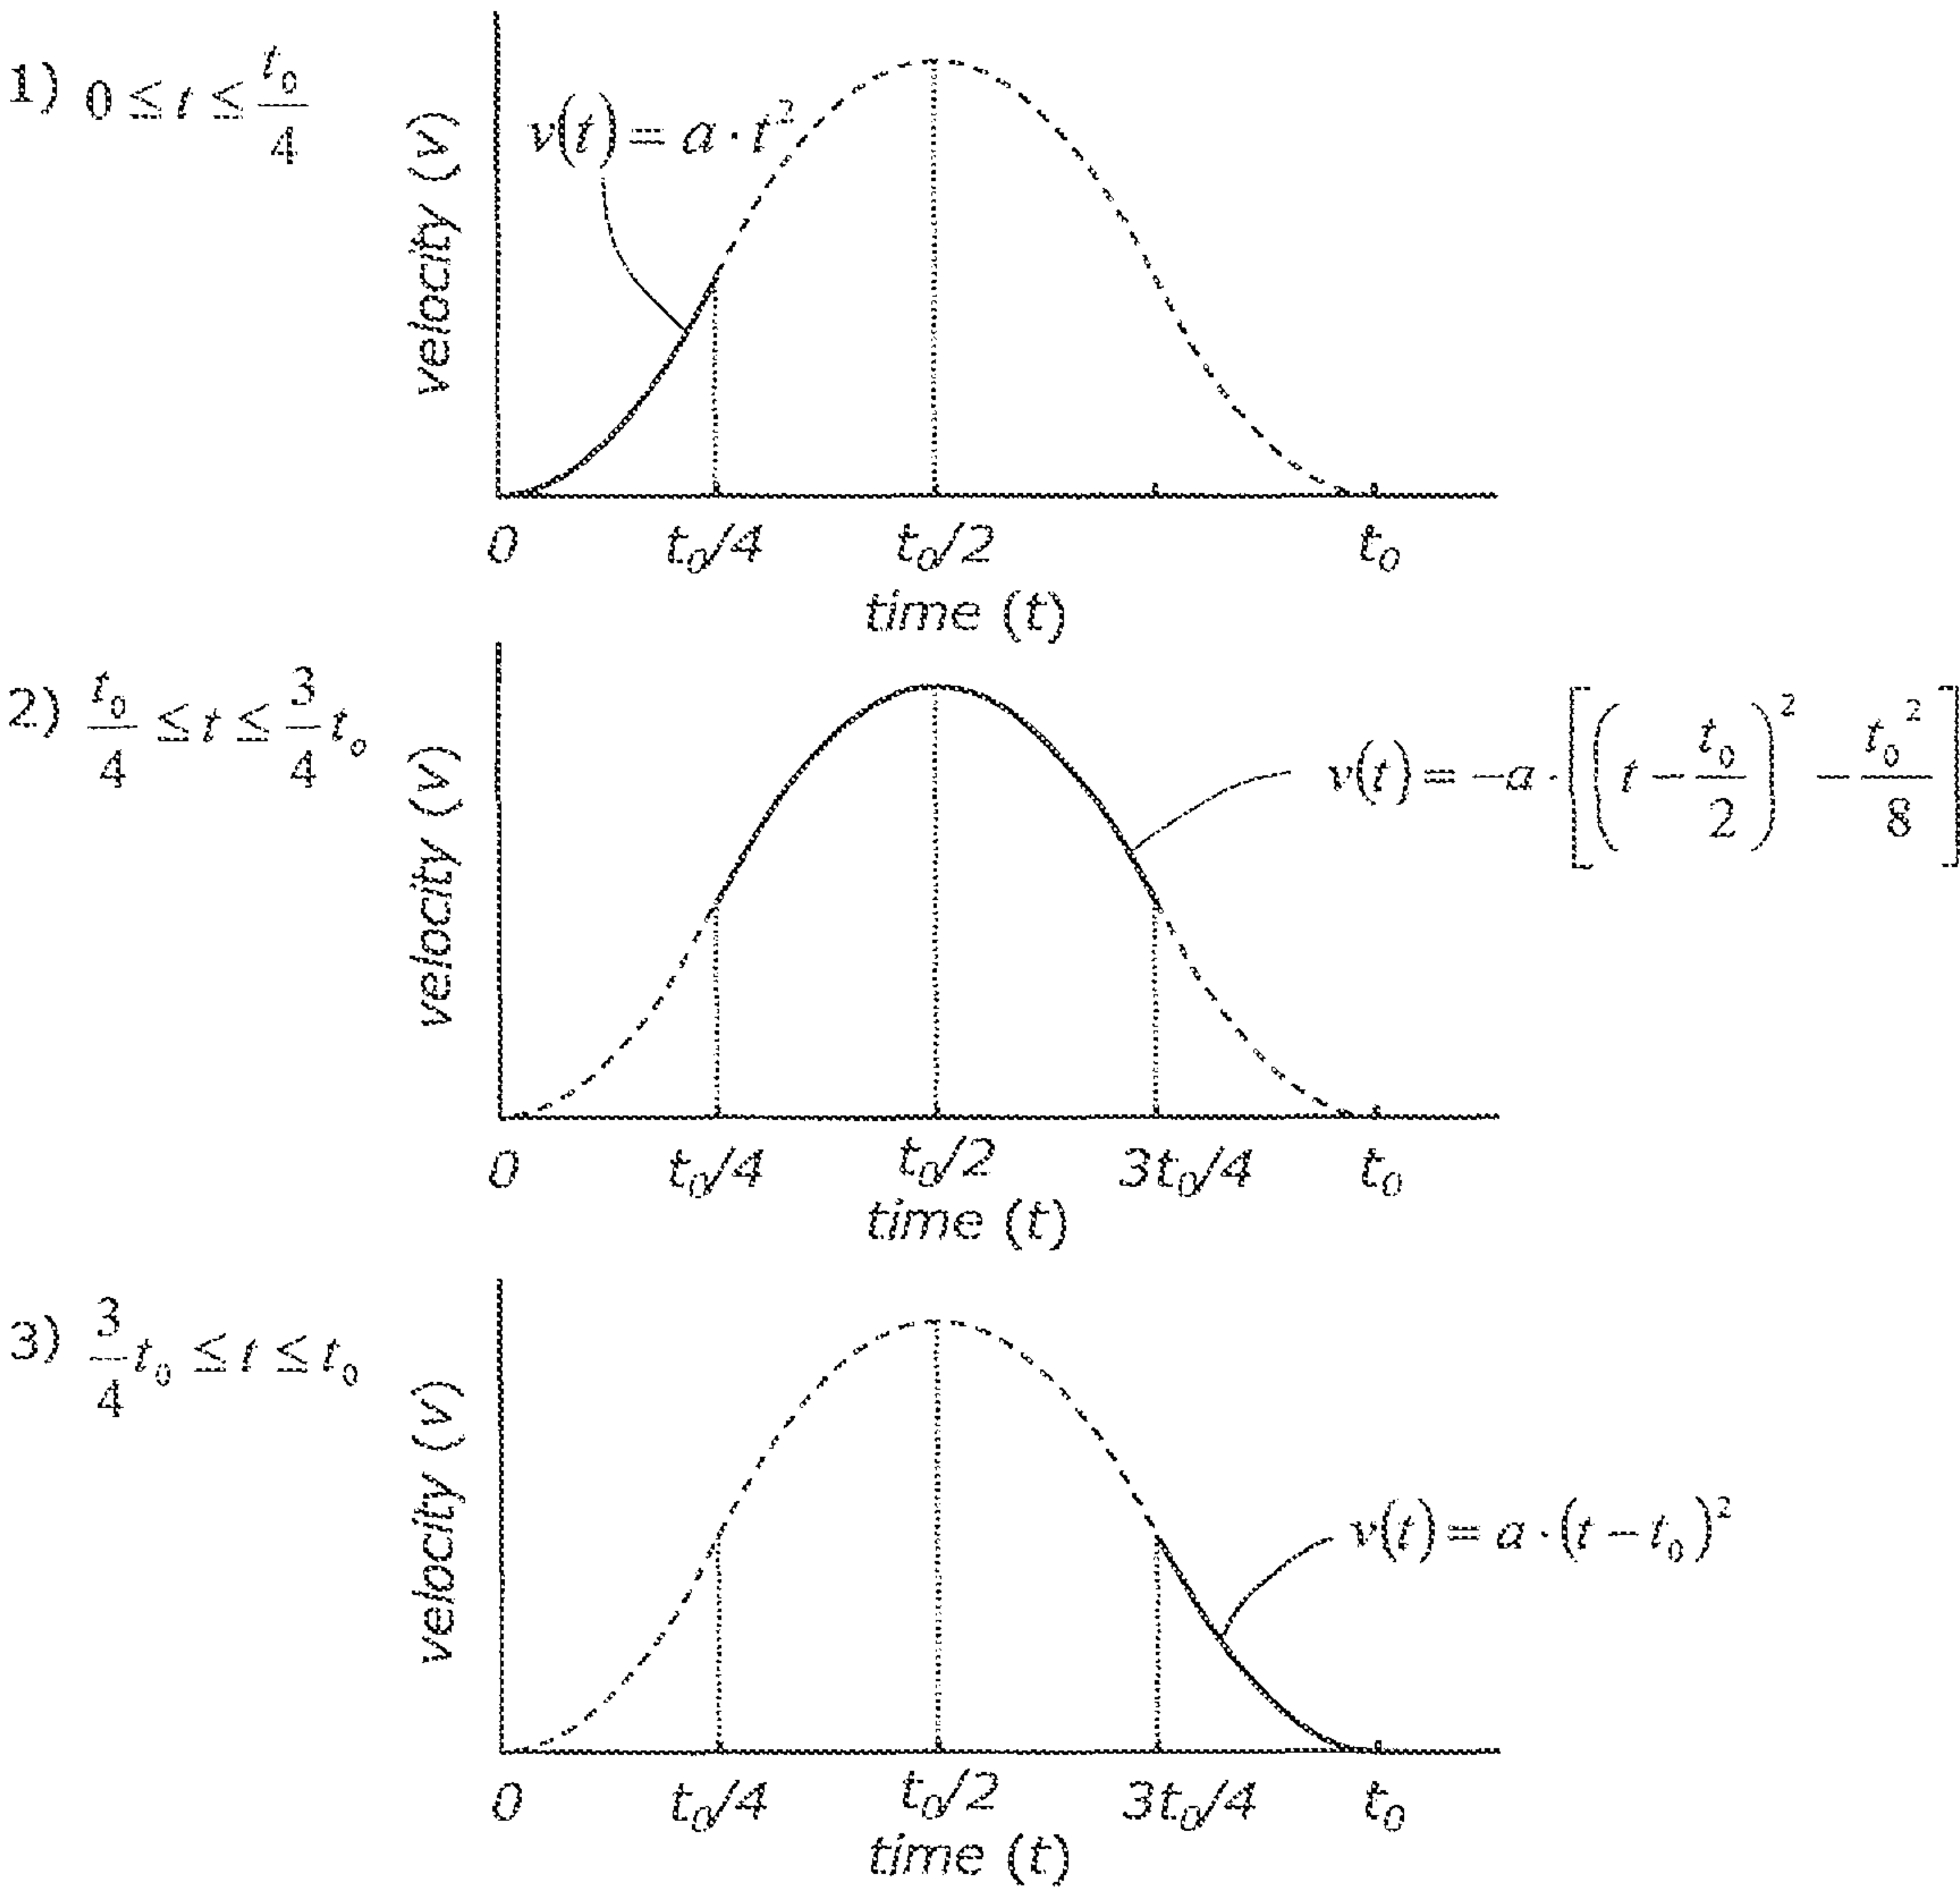 1) 0 ≤ t ≤ t₀/4
v(t) = a · t²
velocity (v)
0 t₀/4 t₀/2 t₀
time (t)
2) t₀/4 ≤ t ≤ 3/4 t₀
v(t) = −a · [(t − t₀/2)² − t₀²/8]
velocity (v)
0 t₀/4 t₀/2 3t₀/4 t₀
time (t)
3) 3/4 t₀ ≤ t ≤ t₀
v(t) = a · (t − t₀)²
velocity (v)
0 t₀/4 t₀/2 3t₀/4 t₀
time (t)